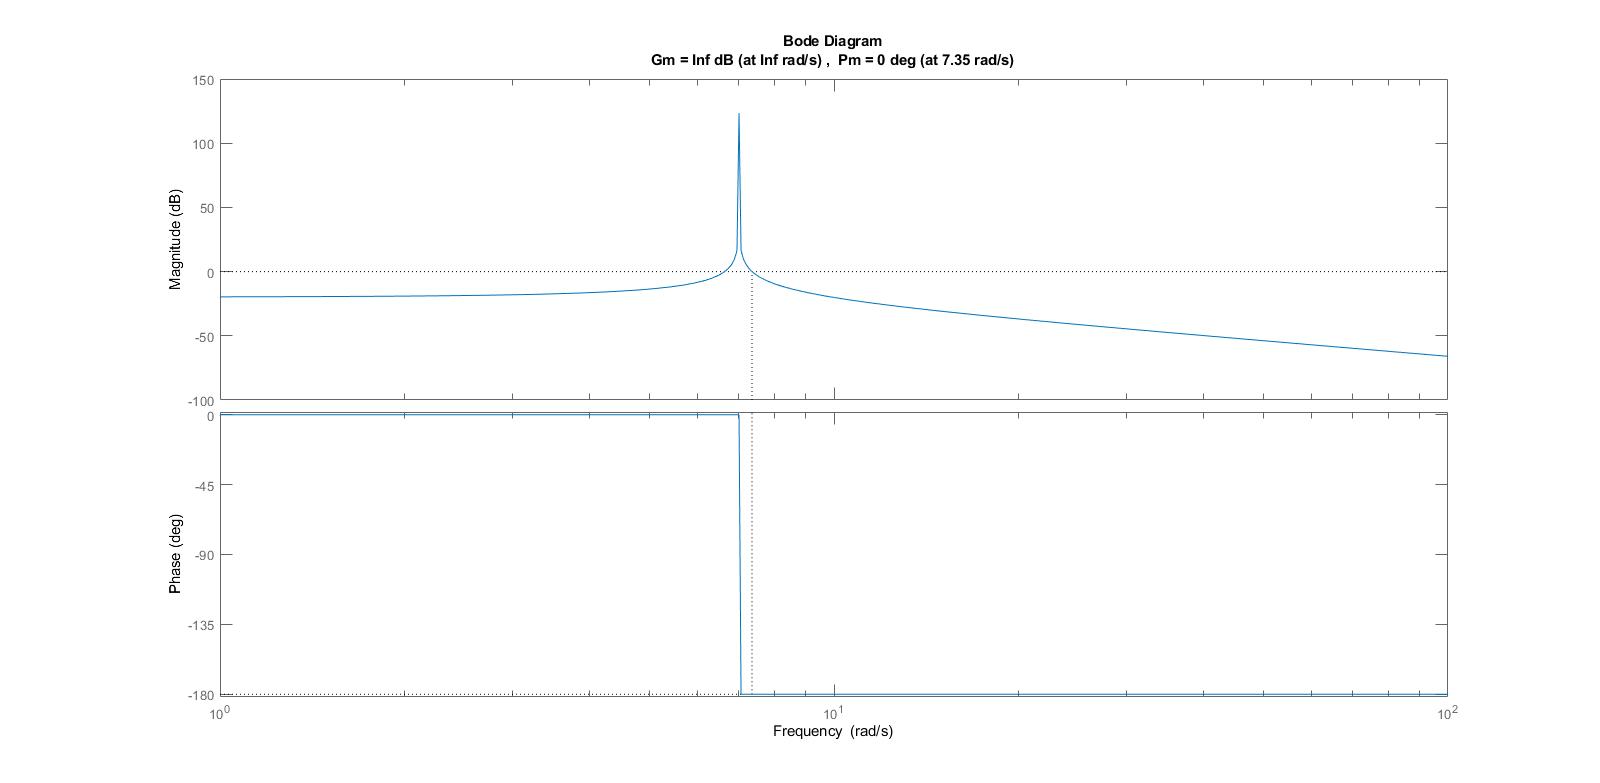 Bode Diagram
Gm = Inf dB (at Inf rad/s) , Pm = 0 deg (at 7.35 rad/s)
150
100
50
0
-50
-100
Magnitude (dB)
0
-45
-90
-135
-180
Phase (deg)
10^0
10^1
10^2
Frequency (rad/s)